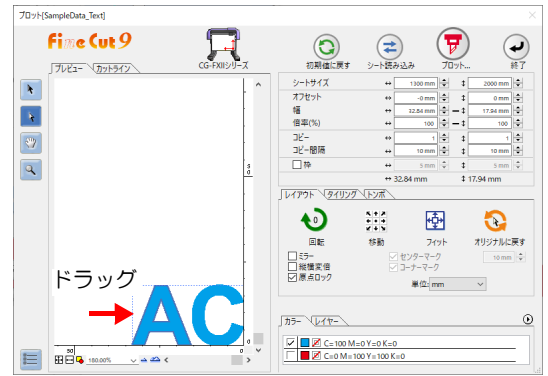 プロット[SampleData_Text]
FineCut9
CG-FXIIシリーズ
初期値に戻す
シート読み込み
プロット...
終了
プレビュー
カットライン
シートサイズ ↔ 1300 mm ↕ 2000 mm
オフセット ↔ -0 mm ↕ 0 mm
幅 ↔ 32.84 mm ↕ 17.94 mm
倍率(%) ↔ 100 ↕ 100
コピー ↔ 1 ↕ 1
コピー間隔 ↔ 10 mm ↕ 10 mm
枠 ↔ 5 mm ↕ 5 mm
↔ 32.84 mm ↕ 17.94 mm
レイアウト タイリング トンボ
0
回転 移動 フィット オリジナルに戻す
ミラー
縦横変倍
原点ロック
センターマーク 10 mm
コーナーマーク
単位: mm
50
0
ドラッグ
AC
0
50 0
160.00%
カラー レイヤー
C=100 M=0 Y=0 K=0
C=0 M=100 Y=100 K=0